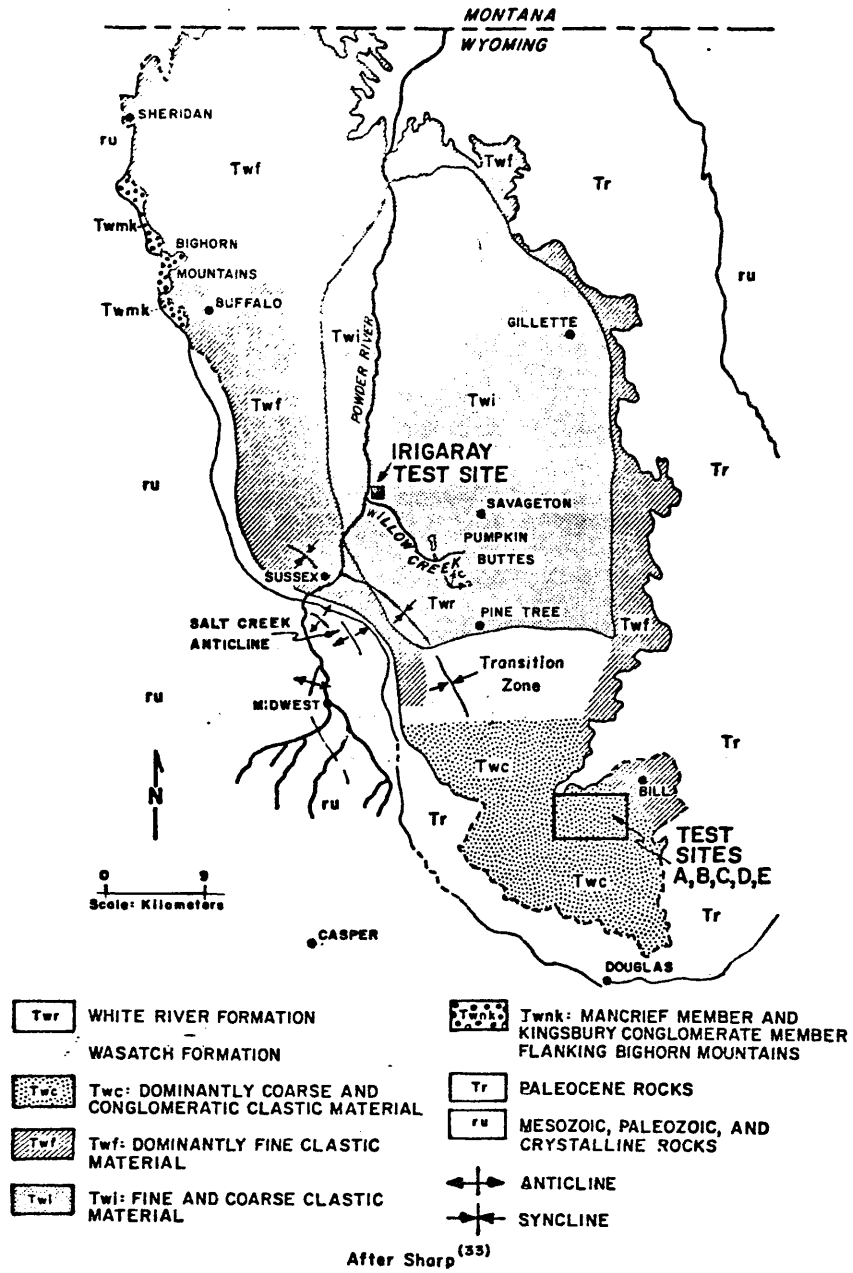 MONTANA
WYOMING
SHERIDAN
ru
Twf
Twf
Tr
Twmk
BIGHORN
MOUNTAINS
ru
Twmk
BUFFALO
GILLETTE
Twi
POWDER RIVER
Twf
Twi
IRIGARAY
TEST SITE
Tr
ru
SAVAGETON
WILLOW CREEK
PUMPKIN
BUTTES
SUSSEX
Twr
PINE TREE
Twf
SALT CREEK
ANTICLINE
Transition
Zone
ru
MIDWEST
Tr
Twc
BILL
N
ru
Tr
TEST
SITES
A,B,C,D,E
Twc
0 9
Scale: Kilometers
Tr
CASPER
DOUGLAS
Twr WHITE RIVER FORMATION
WASATCH FORMATION
Twc Twc: DOMINANTLY COARSE AND
CONGLOMERATIC CLASTIC MATERIAL
Twf Twf: DOMINANTLY FINE CLASTIC
MATERIAL
Twi Twi: FINE AND COARSE CLASTIC
MATERIAL
Twnk Twnk: MANCRIEF MEMBER AND
KINGSBURY CONGLOMERATE MEMBER
FLANKING BIGHORN MOUNTAINS
Tr PALEOCENE ROCKS
ru MESOZOIC, PALEOZOIC, AND
CRYSTALLINE ROCKS
ANTICLINE
SYNCLINE
After Sharp(33)